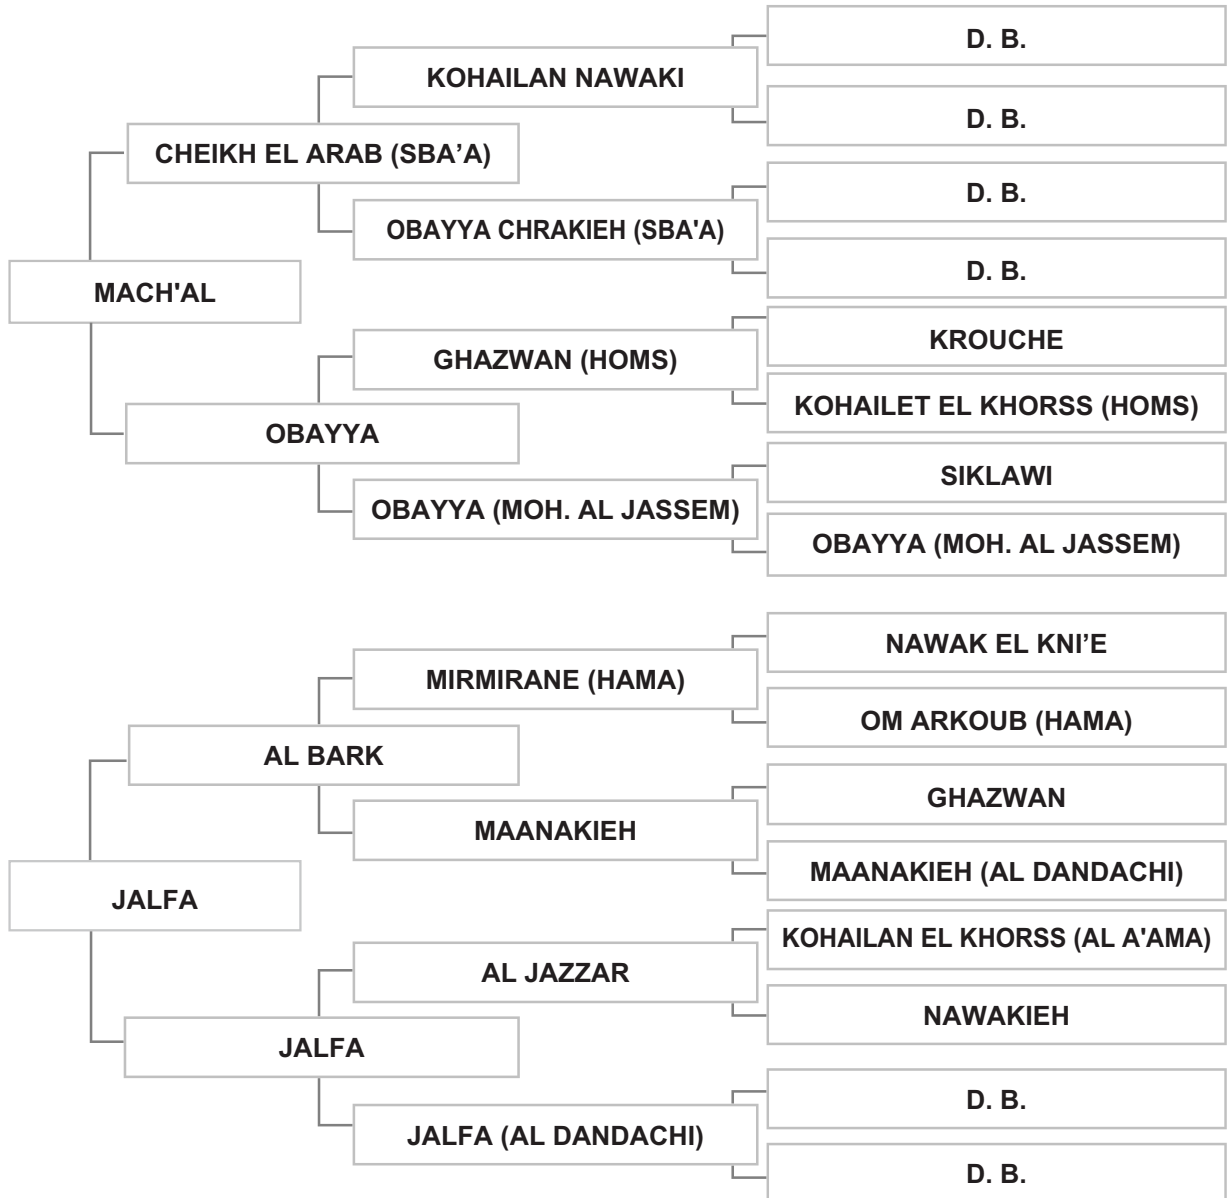 D. B.
KOHAILAN NAWAKI
D. B.
CHEIKH EL ARAB (SBA’A)
D. B.
OBAYYA CHRAKIEH (SBA'A)
D. B.
MACH'AL
KROUCHE
GHAZWAN (HOMS)
KOHAILET EL KHORSS (HOMS)
OBAYYA
SIKLAWI
OBAYYA (MOH. AL JASSEM)
OBAYYA (MOH. AL JASSEM)
NAWAK EL KNI’E
MIRMIRANE (HAMA)
OM ARKOUB (HAMA)
AL BARK
GHAZWAN
MAANAKIEH
MAANAKIEH (AL DANDACHI)
JALFA
KOHAILAN EL KHORSS (AL A'AMA)
AL JAZZAR
NAWAKIEH
JALFA
D. B.
JALFA (AL DANDACHI)
D. B.